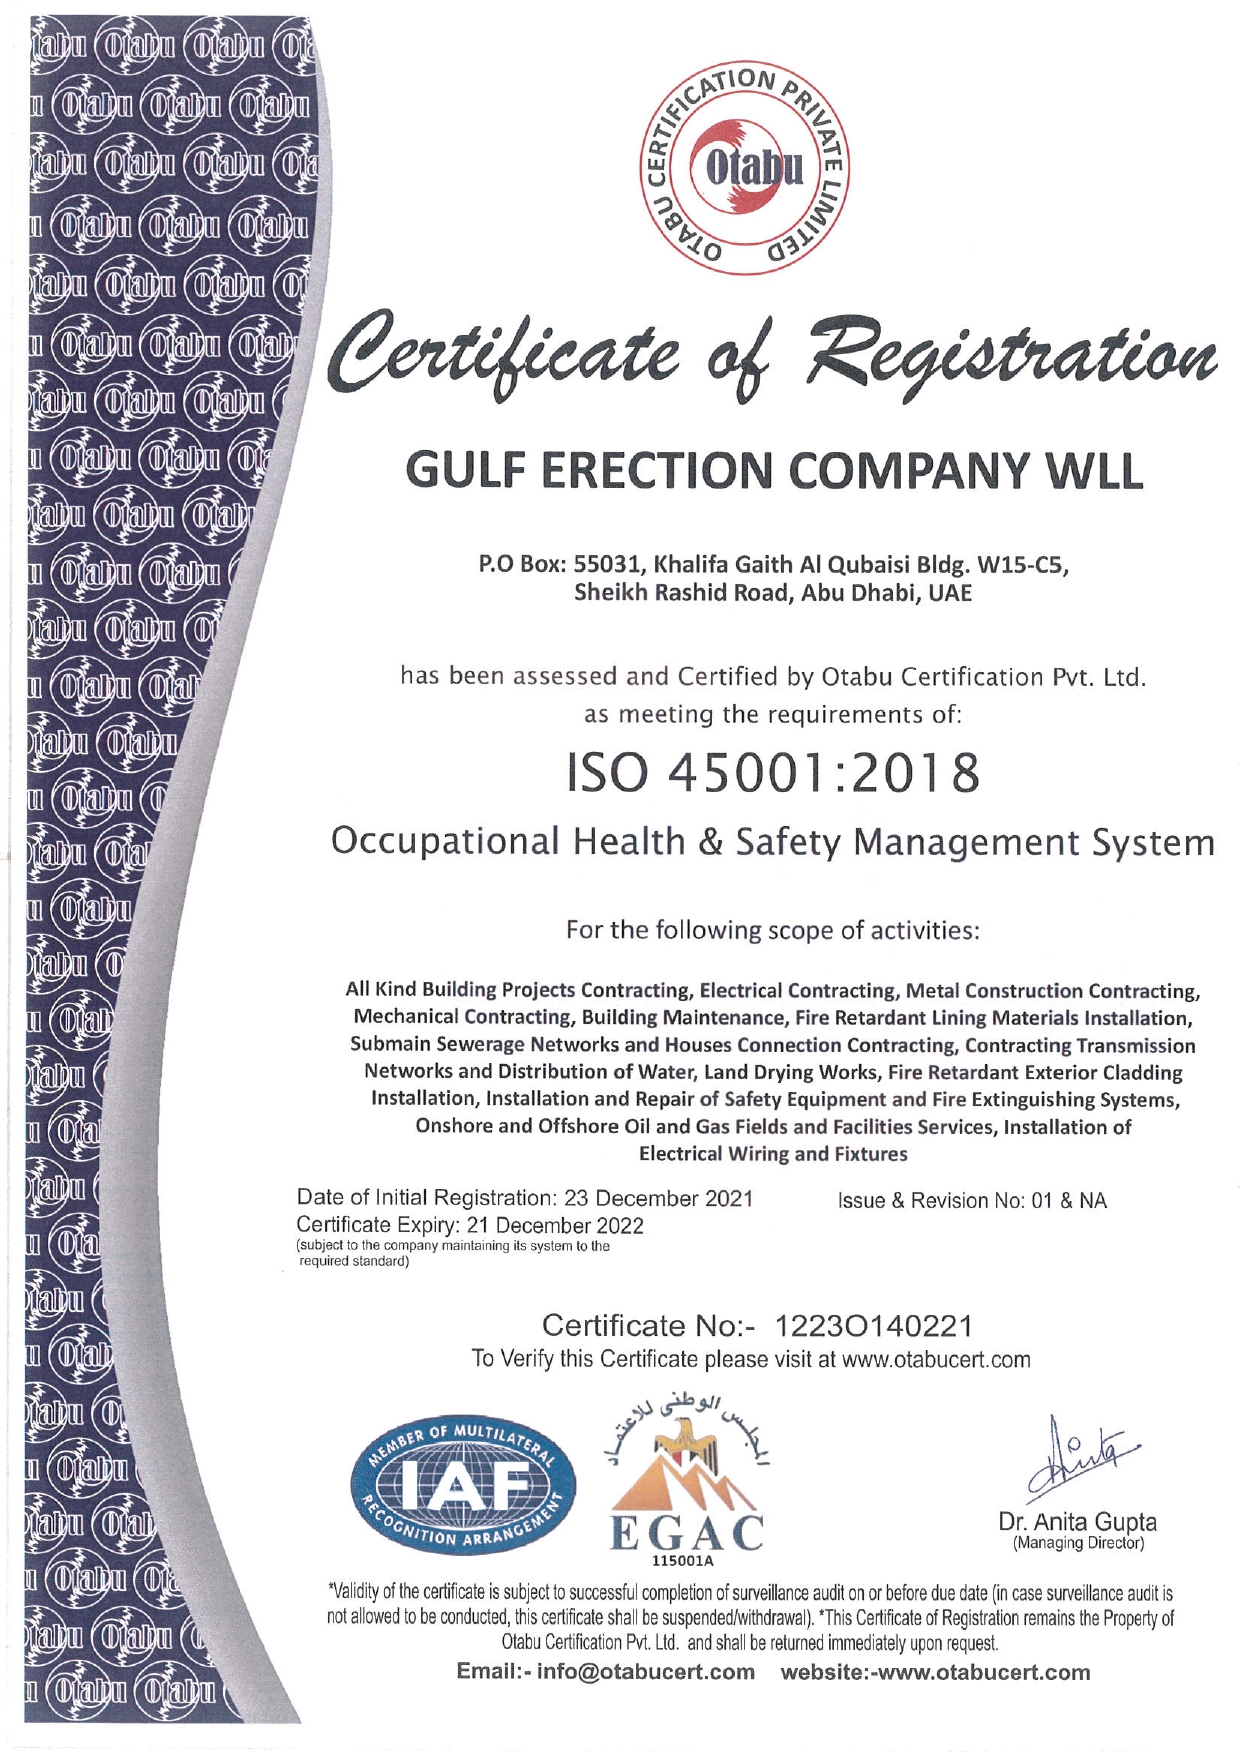 OTABU CERTIFICATION PRIVATE LIMITED
Otabu
Certificate of Registration
GULF ERECTION COMPANY WLL
P.O Box: 55031, Khalifa Gaith Al Qubaisi Bldg. W15-C5,
Sheikh Rashid Road, Abu Dhabi, UAE
has been assessed and Certified by Otabu Certification Pvt. Ltd.
as meeting the requirements of:
ISO 45001:2018
Occupational Health & Safety Management System
For the following scope of activities:
All Kind Building Projects Contracting, Electrical Contracting, Metal Construction Contracting,
Mechanical Contracting, Building Maintenance, Fire Retardant Lining Materials Installation,
Submain Sewerage Networks and Houses Connection Contracting, Contracting Transmission
Networks and Distribution of Water, Land Drying Works, Fire Retardant Exterior Cladding
Installation, Installation and Repair of Safety Equipment and Fire Extinguishing Systems,
Onshore and Offshore Oil and Gas Fields and Facilities Services, Installation of
Electrical Wiring and Fixtures
Date of Initial Registration: 23 December 2021
Issue & Revision No: 01 & NA
Certificate Expiry: 21 December 2022
(subject to the company maintaining its system to the
required standard)
Certificate No:- 1223O140221
To Verify this Certificate please visit at www.otabucert.com
MEMBER OF MULTILATERAL
IAF
RECOGNITION ARRANGEMENT
المجلس الوطنى للاعتماد
EGAC
115001A
Anita
Dr. Anita Gupta
(Managing Director)
*Validity of the certificate is subject to successful completion of surveillance audit on or before due date (in case surveillance audit is
not allowed to be conducted, this certificate shall be suspended/withdrawal). *This Certificate of Registration remains the Property of
Otabu Certification Pvt. Ltd. and shall be returned immediately upon request.
Email:- info@otabucert.com website:-www.otabucert.com